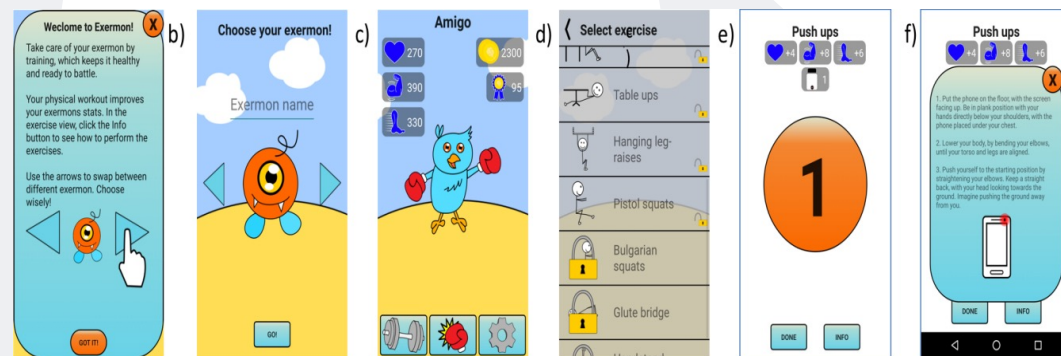 Weclome to Exermon!
X
Take care of your exermon by
training, which keeps it healthy
and ready to battle.
Your physical workout improves
your exermons stats. In the
exercise view, click the Info
button to see how to perform the
exercises.
Use the arrows to swap between
different exermon. Choose
wisely!
GOT IT!
b)
Choose your exermon!
Exermon name
GO!
c)
Amigo
270
2300
390
95
330
d)
Select exercise
Table ups
Hanging leg-
raises
Pistol squats
Bulgarian
squats
Glute bridge
e)
Push ups
+4
+8
+6
1
1
DONE
INFO
f)
Push ups
+4
+8
+6
X
1. Put the phone on the floor, with the screen
facing up. Be in plank position with your
hands directly below your shoulders, with the
phone placed under your chest.
2. Lower your body, by bending your elbows,
until your torso and legs are aligned.
3. Push yourself to the starting position by
straightening your elbows. Keep a straight
back, with your head looking towards the
ground. Imagine pushing the ground away
from you.
DONE
INFO